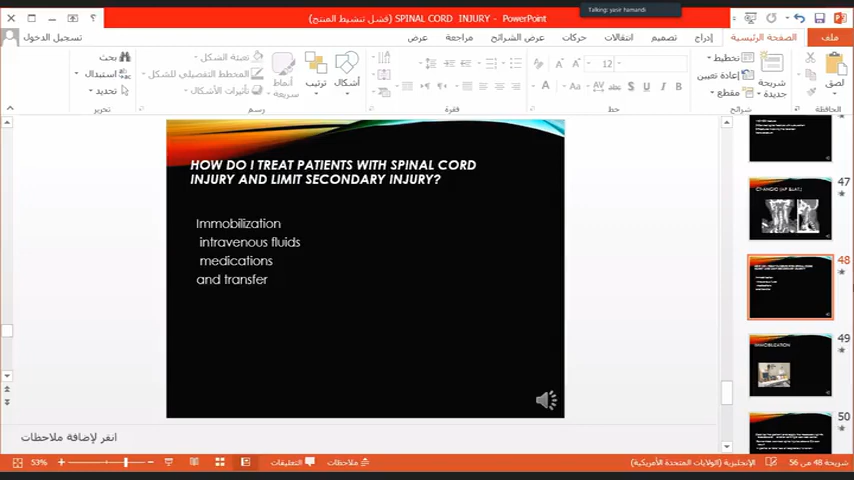 Talking: yasir hamandi
SPINAL CORD INJURY - PowerPoint (فشل تنشيط المنتج)
ملف
الصفحة الرئيسية
إدراج
تصميم
انتقالات
حركات
عرض الشرائح
مراجعة
عرض
تسجيل الدخول
لصق
الحافظة
شريحة جديدة
تخطيط
إعادة تعيين
مقطع
شرائح
12
خط
فقرة
أشكال
ترتيب
أنماط سريعة
تعبئة الشكل
المخطط التفصيلي للشكل
تأثيرات الأشكال
رسم
بحث
استبدال
تحديد
تحرير
HOW DO I TREAT PATIENTS WITH SPINAL CORD
INJURY AND LIMIT SECONDARY INJURY?
Immobilization
intravenous fluids
medications
and transfer
47
48
49
IMMOBILIZATION
50
انقر لإضافة ملاحظات
شريحة 48 من 56
الإنجليزية (الولايات المتحدة الأمريكية)
ملاحظات
التعليقات
53%